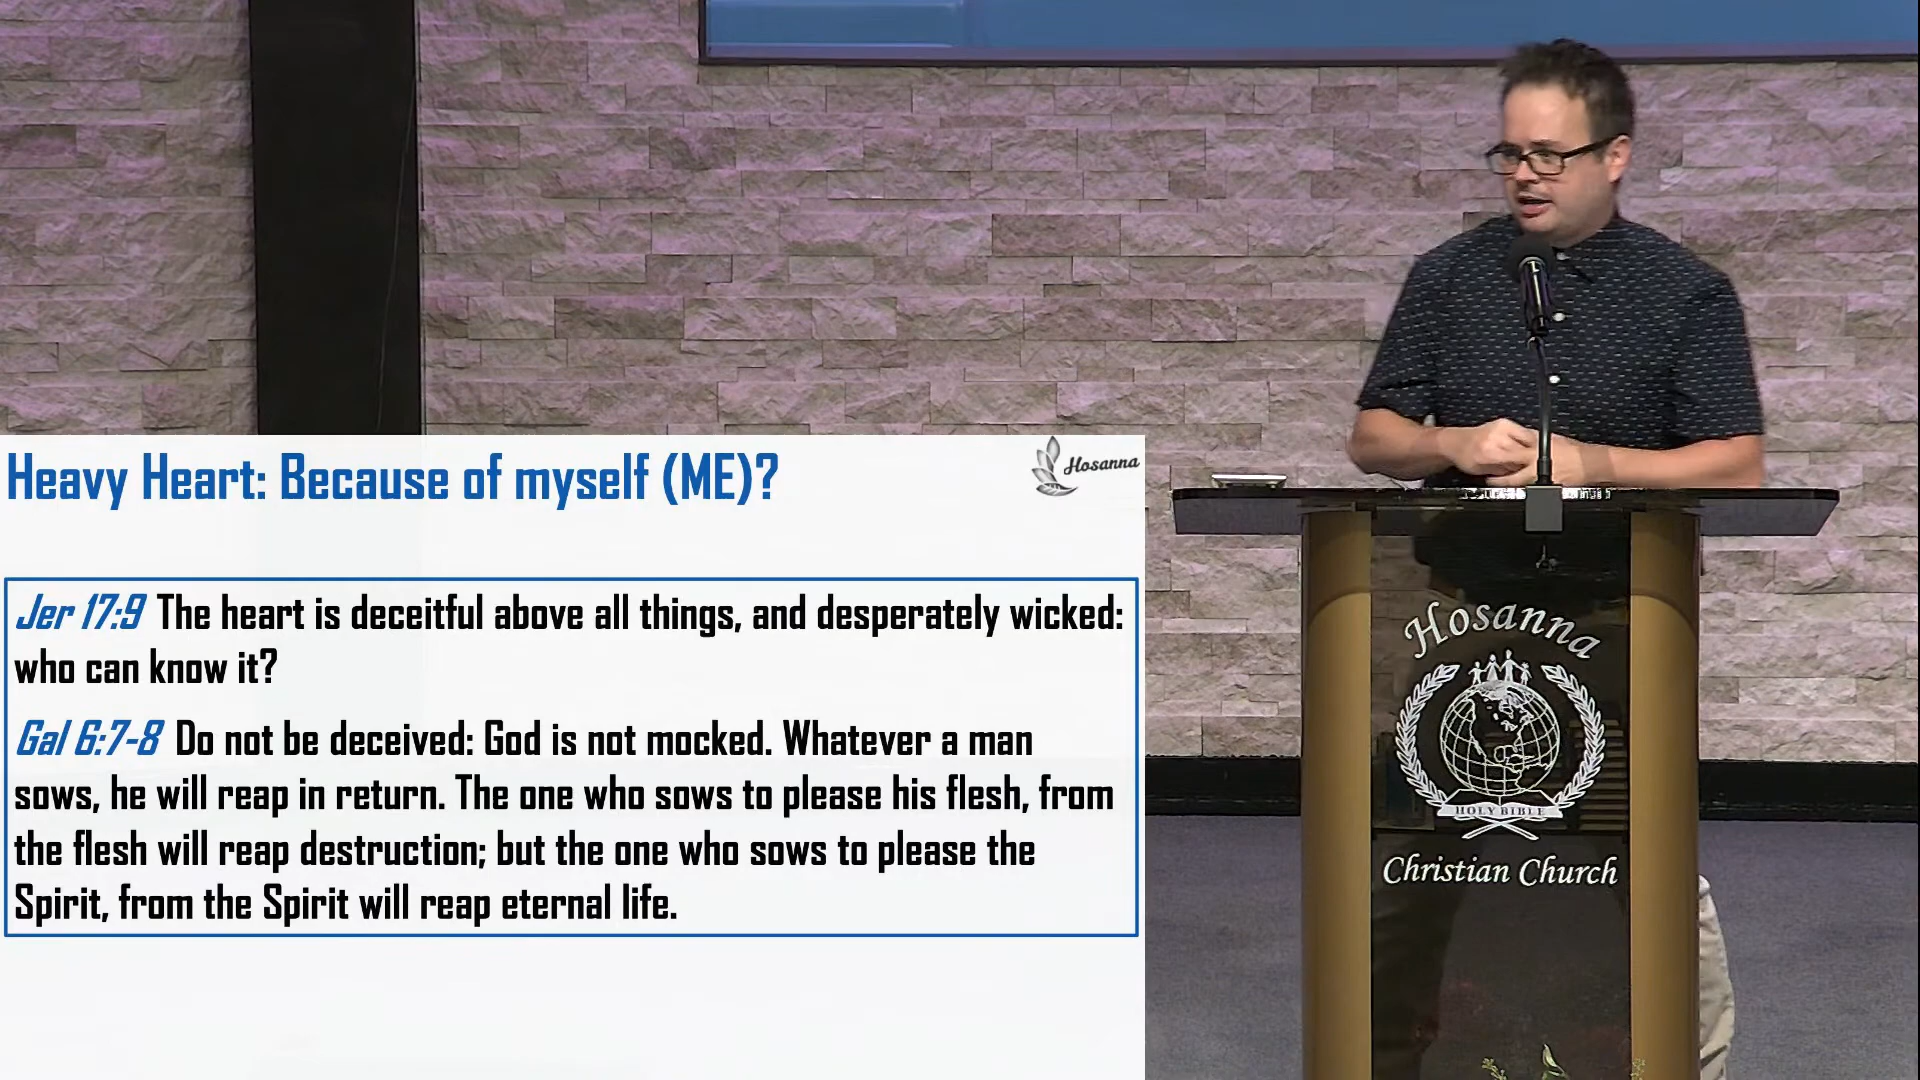 Heavy Heart: Because of myself (ME)?
Hosanna
Jer 17:9 The heart is deceitful above all things, and desperately wicked:
who can know it?
Gal 6:7-8 Do not be deceived: God is not mocked. Whatever a man
sows, he will reap in return. The one who sows to please his flesh, from
the flesh will reap destruction; but the one who sows to please the
Spirit, from the Spirit will reap eternal life.
Hosanna
HOLY BIBLE
Christian Church